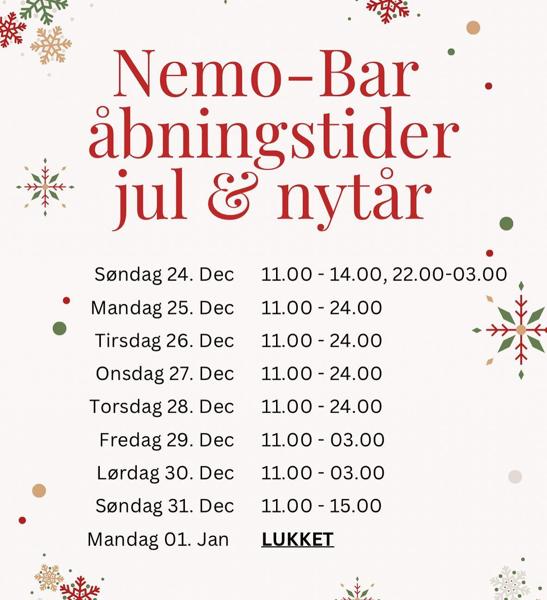 Nemo-Bar
åbningstider
jul & nytår
Søndag 24. Dec 11.00 - 14.00, 22.00-03.00
Mandag 25. Dec 11.00 - 24.00
Tirsdag 26. Dec 11.00 - 24.00
Onsdag 27. Dec 11.00 - 24.00
Torsdag 28. Dec 11.00 - 24.00
Fredag 29. Dec 11.00 - 03.00
Lørdag 30. Dec 11.00 - 03.00
Søndag 31. Dec 11.00 - 15.00
Mandag 01. Jan LUKKET